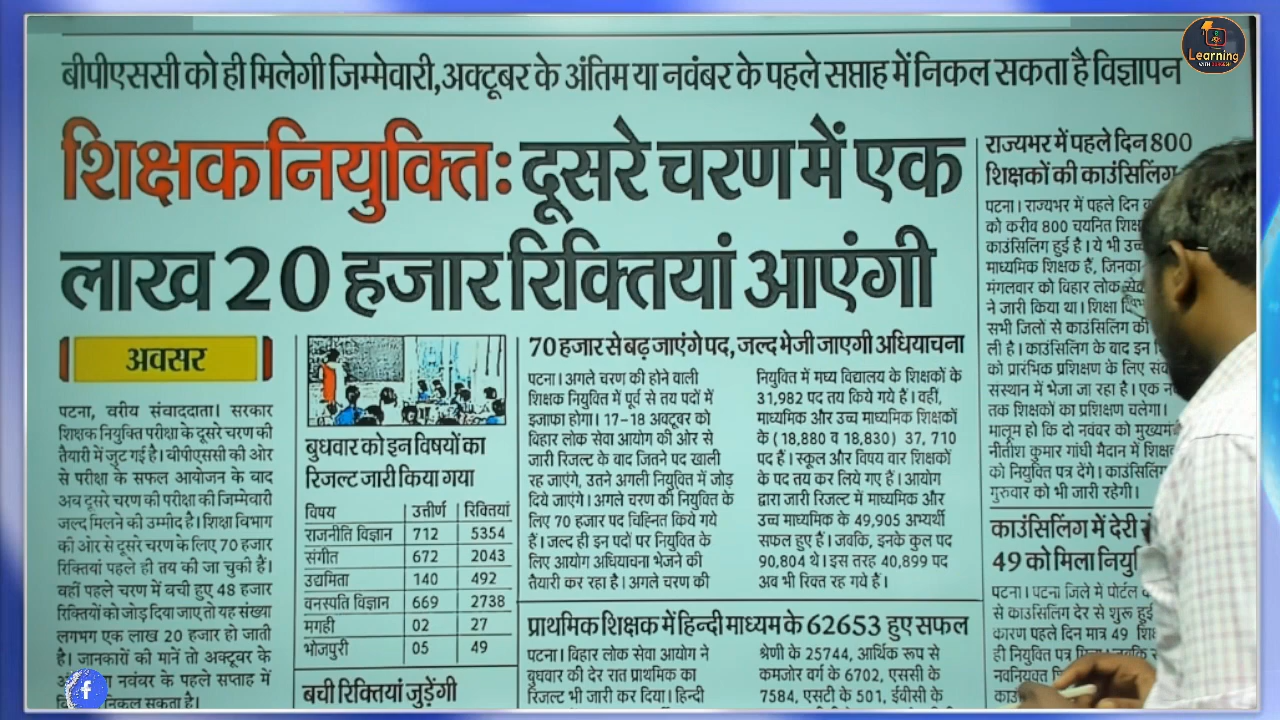 बीपीएससी को ही मिलेगी जिम्मेवारी, अक्टूबर के अंतिम या नवंबर के पहले सप्ताह में निकल सकता है विज्ञापन
शिक्षक नियुक्ति: दूसरे चरण में एक
लाख 20 हजार रिक्तियां आएंगी
अवसर
पटना, वरीय संवाददाता। सरकार
शिक्षक नियुक्ति परीक्षा के दूसरे चरण की
तैयारी में जुट गई है। बीपीएससी की ओर
से परीक्षा के सफल आयोजन के बाद
अब दूसरे चरण की परीक्षा की जिम्मेवारी
जल्द मिलने की उम्मीद है। शिक्षा विभाग
की ओर से दूसरे चरण के लिए 70 हजार
रिक्तियां पहले ही तय की जा चुकी हैं।
वहीं पहले चरण में बची हुए 48 हजार
रिक्तियों को जोड़ दिया जाए तो यह संख्या
लगभग एक लाख 20 हजार हो जाती
है। जानकारों की मानें तो अक्टूबर के
नवंबर के पहले सप्ताह में
निकल सकता है।
बुधवार को इन विषयों का
रिजल्ट जारी किया गया
विषय उत्तीर्ण रिक्तियां
राजनीति विज्ञान 712 5354
संगीत 672 2043
उद्यमिता 140 492
वनस्पति विज्ञान 669 2738
मगही 02 27
भोजपुरी 05 49
बची रिक्तियां जुड़ेंगी
70 हजार से बढ़ जाएंगे पद, जल्द भेजी जाएगी अधियाचना
पटना। अगले चरण की होने वाली
शिक्षक नियुक्ति में पूर्व से तय पदों में
इजाफा होगा। 17-18 अक्टूबर को
बिहार लोक सेवा आयोग की ओर से
जारी रिजल्ट के बाद जितने पद खाली
रह जाएंगे, उतने अगली नियुक्ति में जोड़
दिये जाएंगे। अगले चरण की नियुक्ति के
लिए 70 हजार पद चिह्नित किये गये
हैं। जल्द ही इन पदों पर नियुक्ति के
लिए आयोग अधियाचना भेजने की
तैयारी कर रहा है। अगले चरण की
नियुक्ति में मध्य विद्यालय के शिक्षकों के
31,982 पद तय किये गये हैं। वहीं,
माध्यमिक और उच्च माध्यमिक शिक्षकों
के (18,880 व 18,830) 37, 710
पद हैं। स्कूल और विषय वार शिक्षकों
के पद तय कर लिये गए हैं। आयोग
द्वारा जारी रिजल्ट में माध्यमिक और
उच्च माध्यमिक के 49,905 अभ्यर्थी
सफल हुए हैं। जबकि, इनके कुल पद
90,804 थे। इस तरह 40,899 पद
अब भी रिक्त रह गये हैं।
प्राथमिक शिक्षक में हिन्दी माध्यम के 62653 हुए सफल
पटना। बिहार लोक सेवा आयोग ने
बुधवार की देर रात प्राथमिक का
रिजल्ट भी जारी कर दिया। हिन्दी
श्रेणी के 25744, आर्थिक रूप से
कमजोर वर्ग के 6702, एससी के
7584, एसटी के 501, ईबीसी के
राज्यभर में पहले दिन 800
शिक्षकों की काउंसिलिंग
पटना। राज्यभर में पहले दिन
को करीब 800 चयनित
काउंसिलिंग हुई है। ये भी
माध्यमिक शिक्षक हैं, जिनका
मंगलवार को बिहार लोक
ने जारी किया था। शिक्षा
सभी जिलों से काउंसिलिंग की
ली है। काउंसिलिंग के बाद इन
को प्रारंभिक प्रशिक्षण के लिए
संस्थान में भेजा जा रहा है। एक
तक शिक्षकों का प्रशिक्षण चलेगा।
मालूम हो कि दो नवंबर को
नीतीश कुमार गांधी मैदान में
को नियुक्ति पत्र देंगे।
गुरुवार को भी जारी रहेगी।
काउंसिलिंग में देरी
49 को मिला
पटना। पटना जिले में पोर्टल
से काउंसिलिंग देर से शुरू हुई
कारण पहले दिन मात्र 49
ही नियुक्ति पत्र
Learning
f